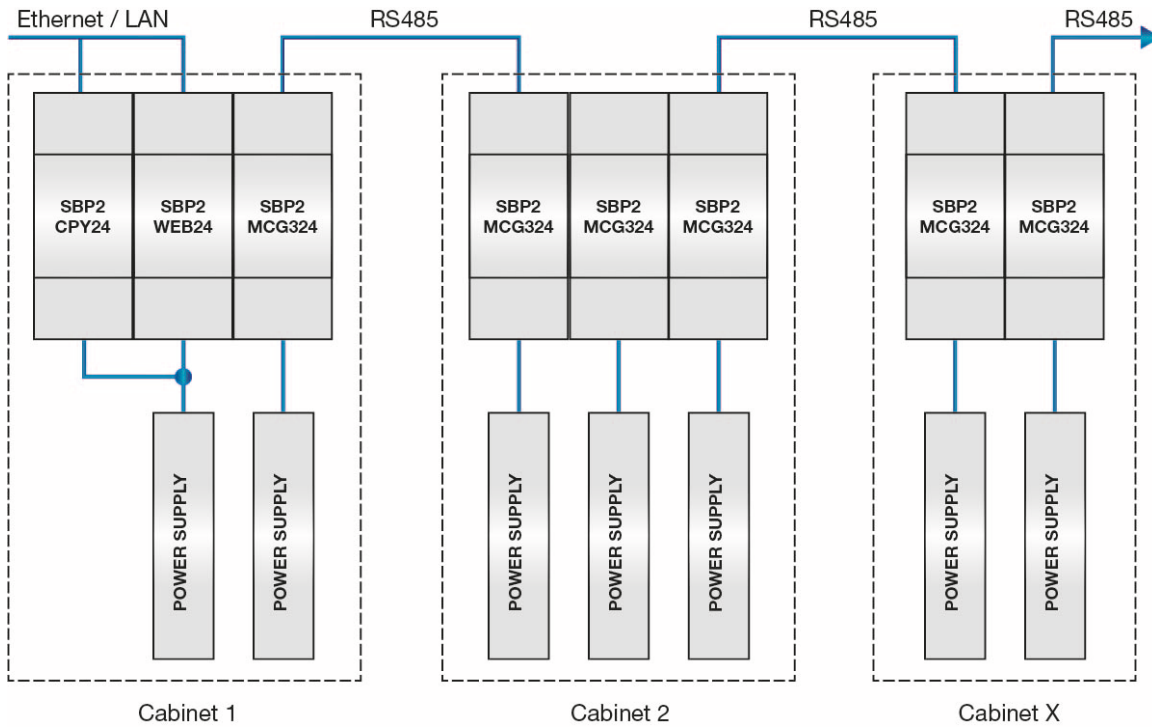 Ethernet / LAN
RS485
RS485
RS485
SBP2
CPY24
SBP2
WEB24
SBP2
MCG324
SBP2
MCG324
SBP2
MCG324
SBP2
MCG324
SBP2
MCG324
SBP2
MCG324
POWER SUPPLY
POWER SUPPLY
POWER SUPPLY
POWER SUPPLY
POWER SUPPLY
POWER SUPPLY
POWER SUPPLY
Cabinet 1
Cabinet 2
Cabinet X